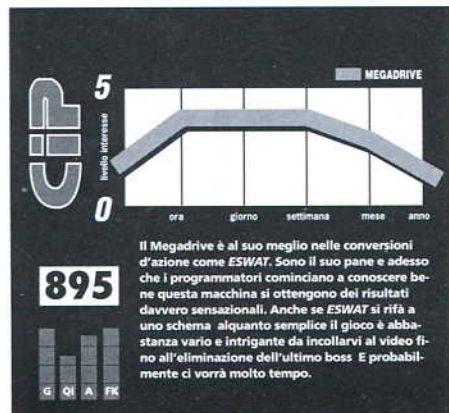 MEGADRIVE
CiP
livello interesse
5
0
ora giorno settimana mese anno
Il Megadrive è al suo meglio nelle conversioni
d'azione come ESWAT. Sono il suo pane e adesso
che i programmatori cominciano a conoscere be-
ne questa macchina si ottengono dei risultati
davvero sensazionali. Anche se ESWAT si rifà a
uno schema alquanto semplice il gioco è abba-
stanza vario e intrigante da incollarvi al video fi-
no all'eliminazione dell'ultimo boss E probabil-
mente ci vorrà molto tempo.
895
G QI A FK